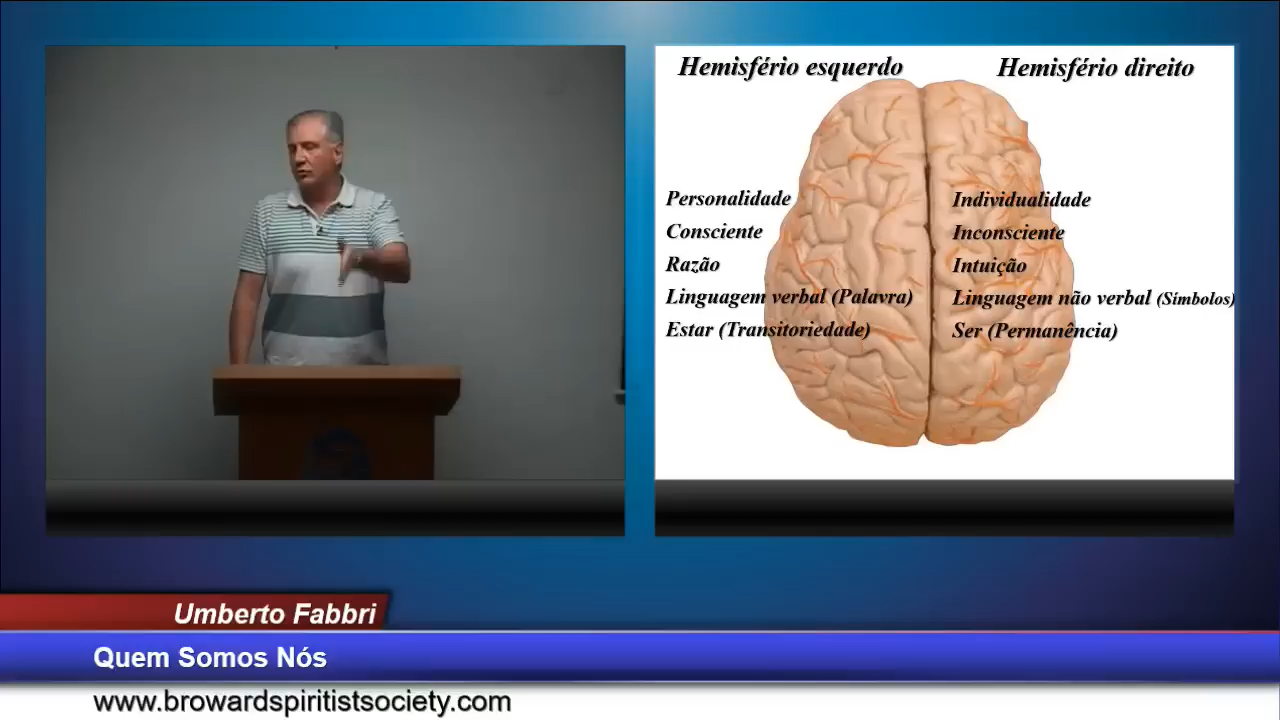 Hemisfério esquerdo
Hemisfério direito
Personalidade
Consciente
Razão
Linguagem verbal (Palavra)
Estar (Transitoriedade)
Individualidade
Inconsciente
Intuição
Linguagem não verbal (Símbolos)
Ser (Permanência)
Umberto Fabbri
Quem Somos Nós
www.browardspiritistsociety.com